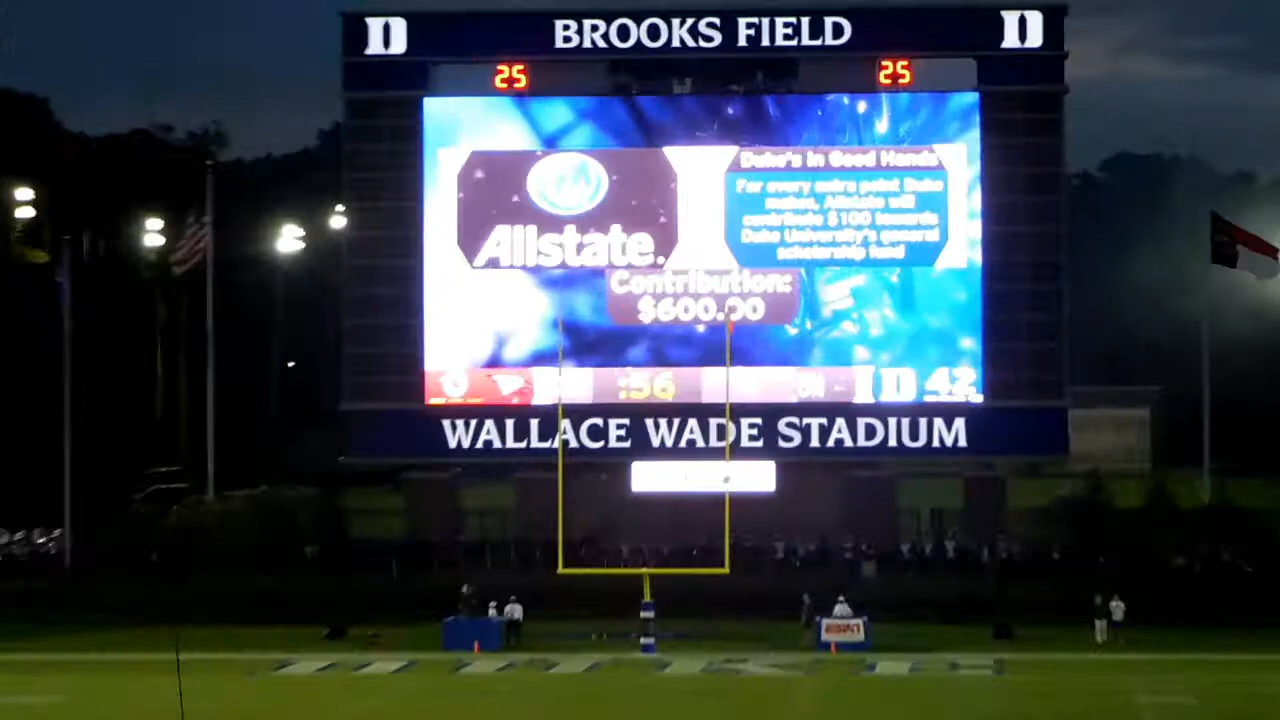 D BROOKS FIELD D
25 25
Allstate.
Duke's in Good Hands
For every extra point Duke
makes, Allstate will
contribute $100 towards
Duke University's general
scholarship fund
Contribution:
$600.00
:56 D 42
WALLACE WADE STADIUM
ESPN